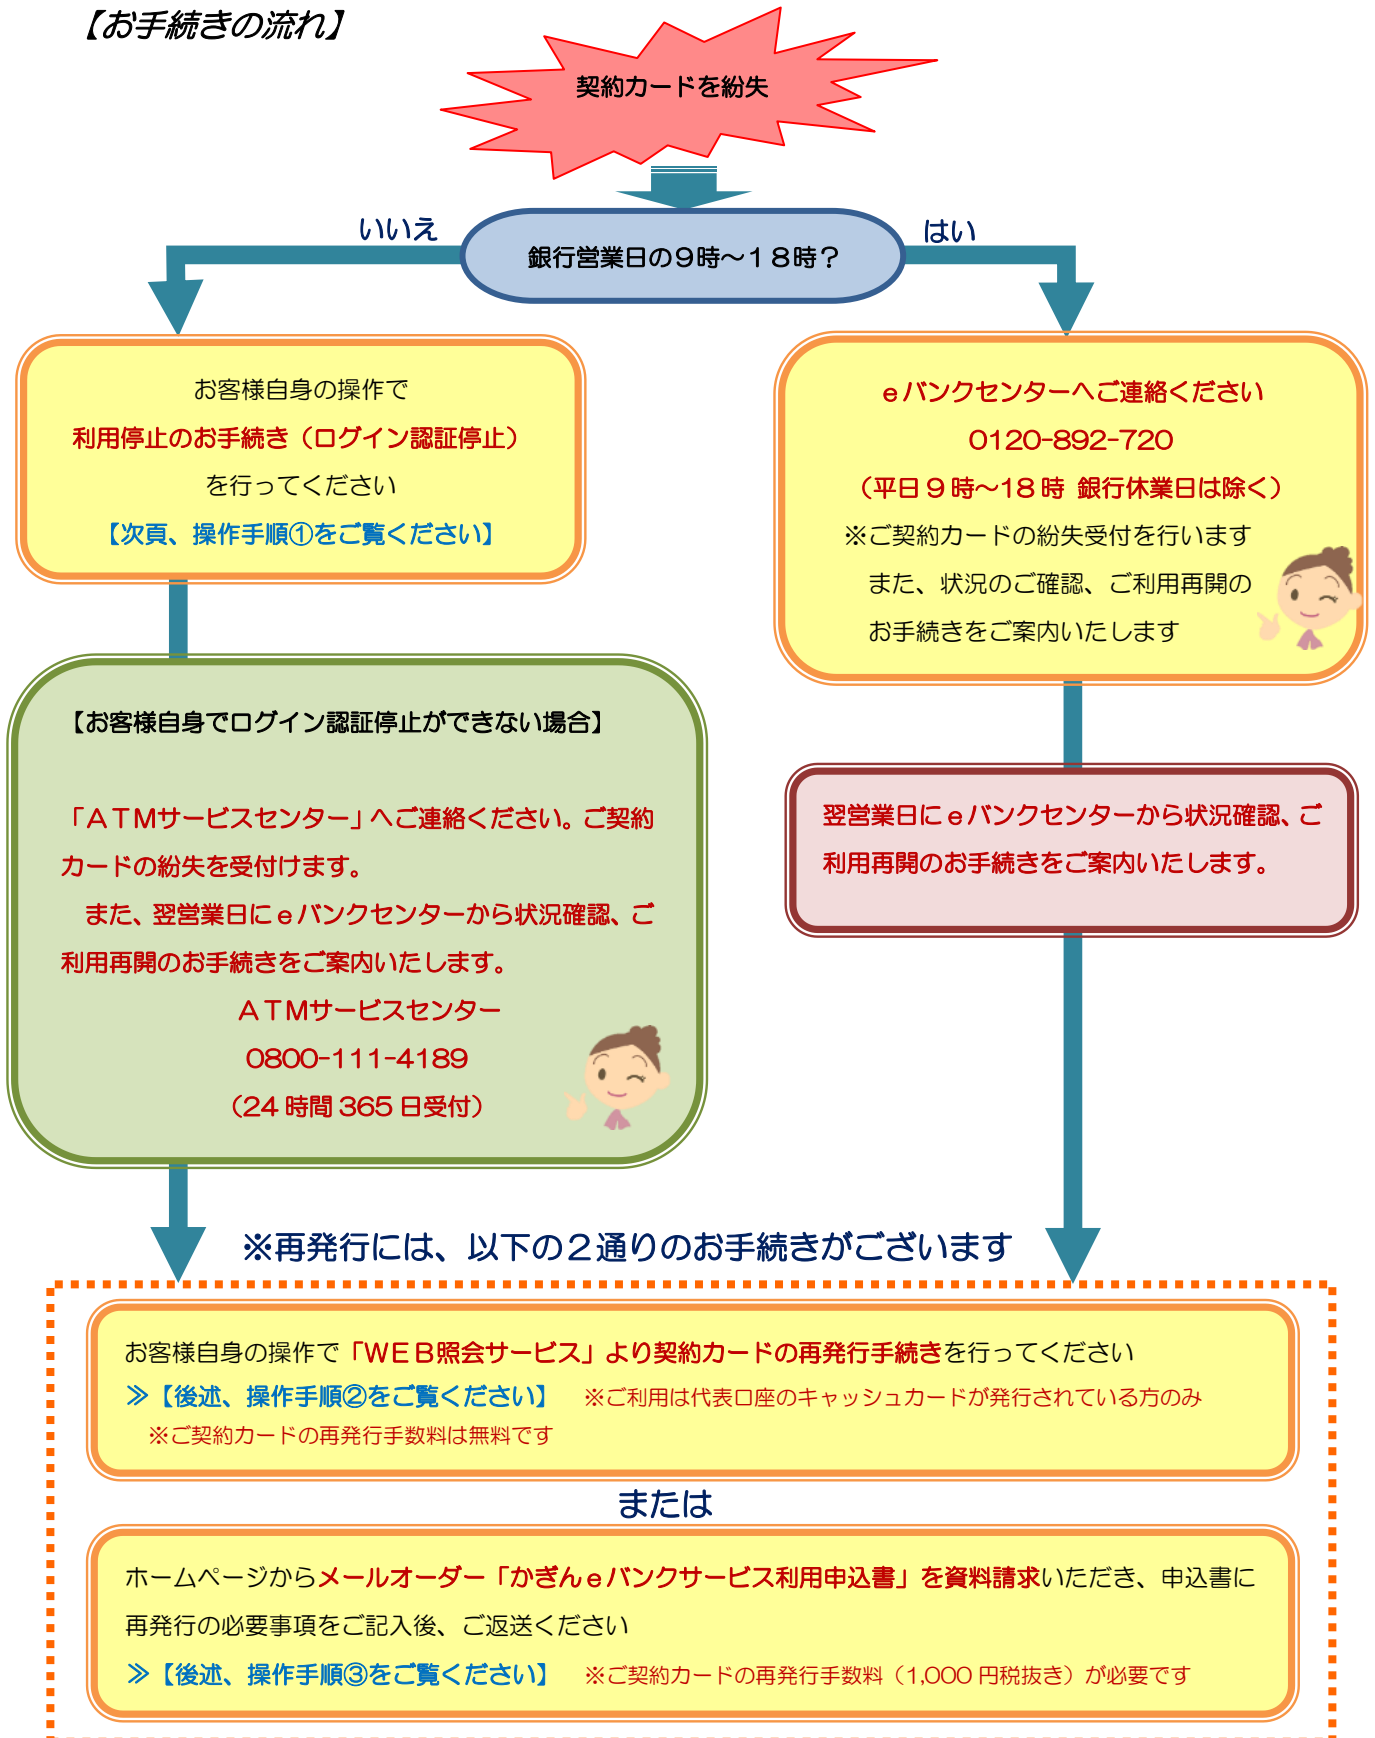 【お手続きの流れ】
契約カードを紛失
銀行営業日の９時～１８時？
いいえ
はい
お客様自身の操作で
利用停止のお手続き（ログイン認証停止）
を行ってください
【次頁、操作手順①をご覧ください】
【お客様自身でログイン認証停止ができない場合】
「ＡＴＭサービスセンター」へご連絡ください。ご契約
カードの紛失を受付けます。
また、翌営業日にｅバンクセンターから状況確認、ご
利用再開のお手続きをご案内いたします。
ＡＴＭサービスセンター
0800-111-4189
（24 時間 365 日受付）
ｅバンクセンターへご連絡ください
0120-892-720
（平日 9 時～18 時 銀行休業日は除く）
※ご契約カードの紛失受付を行います
また、状況のご確認、ご利用再開の
お手続きをご案内いたします
翌営業日にｅバンクセンターから状況確認、ご
利用再開のお手続きをご案内いたします。
※再発行には、以下の２通りのお手続きがございます
お客様自身の操作で「ＷＥＢ照会サービス」より契約カードの再発行手続きを行ってください
≫【後述、操作手順②をご覧ください】 ※ご利用は代表口座のキャッシュカードが発行されている方のみ
※ご契約カードの再発行手数料は無料です
または
ホームページからメールオーダー「かぎんｅバンクサービス利用申込書」を資料請求いただき、申込書に
再発行の必要事項をご記入後、ご返送ください
≫【後述、操作手順③をご覧ください】 ※ご契約カードの再発行手数料（1,000 円税抜き）が必要です